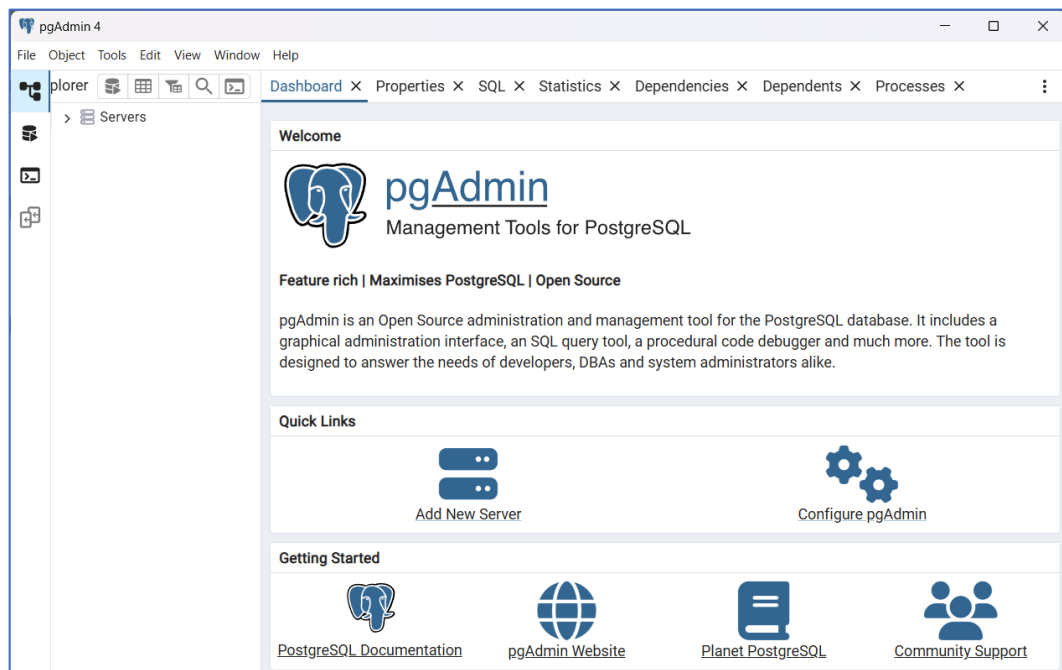 pgAdmin 4
File Object Tools Edit View Window Help
plorer
Dashboard Properties SQL Statistics Dependencies Dependents Processes
Servers
Welcome
pgAdmin
Management Tools for PostgreSQL
Feature rich | Maximises PostgreSQL | Open Source
pgAdmin is an Open Source administration and management tool for the PostgreSQL database. It includes a
graphical administration interface, an SQL query tool, a procedural code debugger and much more. The tool is
designed to answer the needs of developers, DBAs and system administrators alike.
Quick Links
Add New Server
Configure pgAdmin
Getting Started
PostgreSQL Documentation
pgAdmin Website
Planet PostgreSQL
Community Support